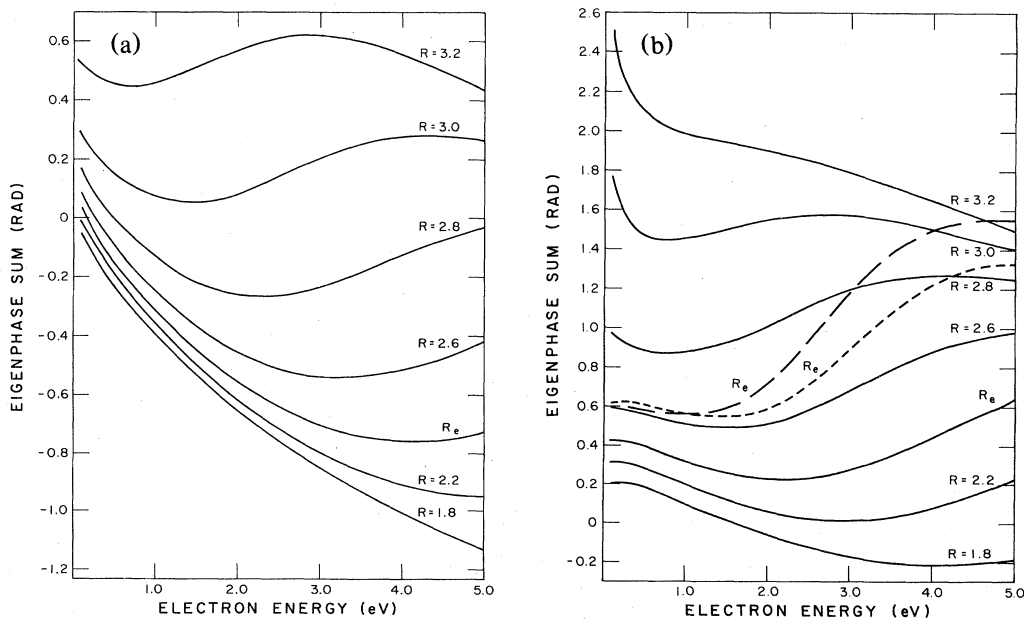 (a)
0.6
0.4
0.2
0
-0.2
-0.4
-0.6
-0.8
-1.0
-1.2
EIGENPHASE SUM (RAD)
R = 3.2
R = 3.0
R = 2.8
R = 2.6
Re
R = 2.2
R = 1.8
1.0 2.0 3.0 4.0 5.0
ELECTRON ENERGY (eV)
(b)
2.6
2.4
2.0
1.8
1.6
1.4
1.2
1.0
0.8
0.6
0.4
0.2
0
-0.2
EIGENPHASE SUM (RAD)
R = 3.2
R = 3.0
R = 2.8
R = 2.6
Re
Re
Re
R = 2.2
R = 1.8
1.0 2.0 3.0 4.0 5.0
ELECTRON ENERGY (eV)